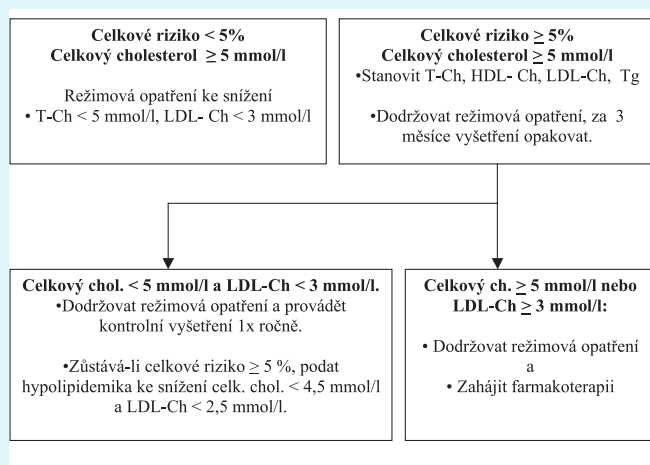 Celkové riziko < 5%
Celkový cholesterol ≥ 5 mmol/l
Režimová opatření ke snížení
• T-Ch < 5 mmol/l, LDL- Ch < 3 mmol/l
Celkové riziko ≥ 5%
Celkový cholesterol ≥ 5 mmol/l
•Stanovit T-Ch, HDL- Ch, LDL-Ch, Tg
•Dodržovat režimová opatření, za 3
měsíce vyšetření opakovat.
Celkový chol. < 5 mmol/l a LDL-Ch < 3 mmol/l.
•Dodržovat režimová opatření a provádět
kontrolní vyšetření 1x ročně.
•Zůstává-li celkové riziko ≥ 5 %, podat
hypolipidemika ke snížení celk. chol. < 4,5 mmol/l
a LDL-Ch < 2,5 mmol/l.
Celkový ch. ≥ 5 mmol/l nebo
LDL-Ch ≥ 3 mmol/l:
• Dodržovat režimová opatření
a
• Zahájit farmakoterapii